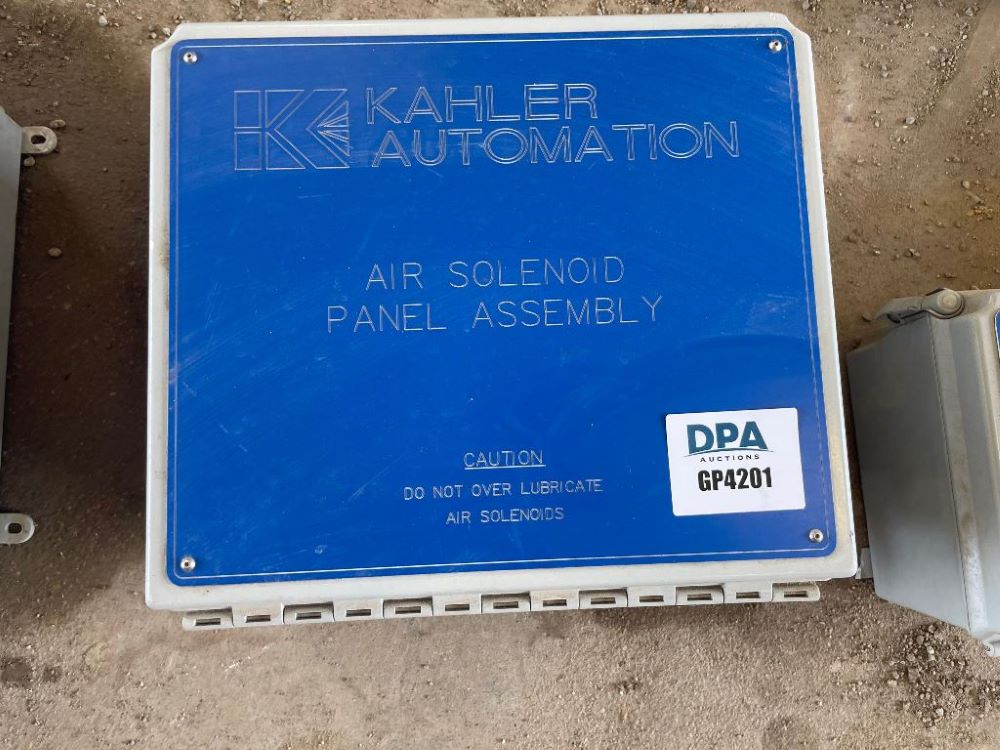 KAHLER
AUTOMATION
AIR SOLENOID
PANEL ASSEMBLY
CAUTION
DO NOT OVER LUBRICATE
AIR SOLENOIDS
DPA
AUCTIONS
GP4201